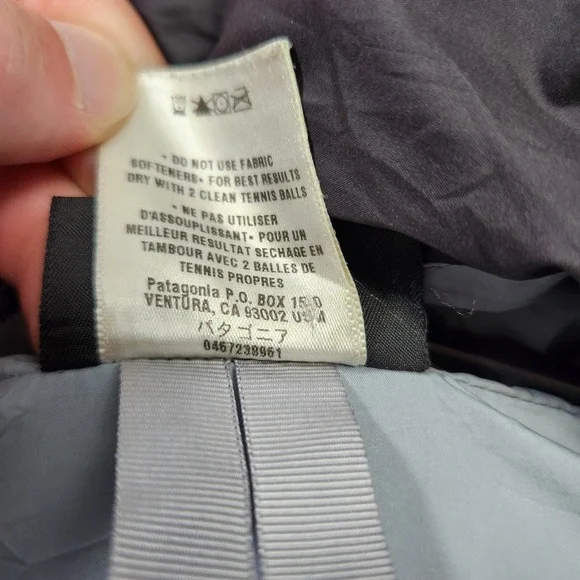 • DO NOT USE FABRIC
SOFTENERS• FOR BEST RESULTS
DRY WITH 2 CLEAN TENNIS BALLS
• NE PAS UTILISER
D'ASSOUPLISSANT• POUR UN
MEILLEUR RESULTAT SECHAGE EN
TAMBOUR AVEC 2 BALLES DE
TENNIS PROPRES
Patagonia P.O. BOX
VENTURA, CA 93002 USA
パタゴニア
0467238961